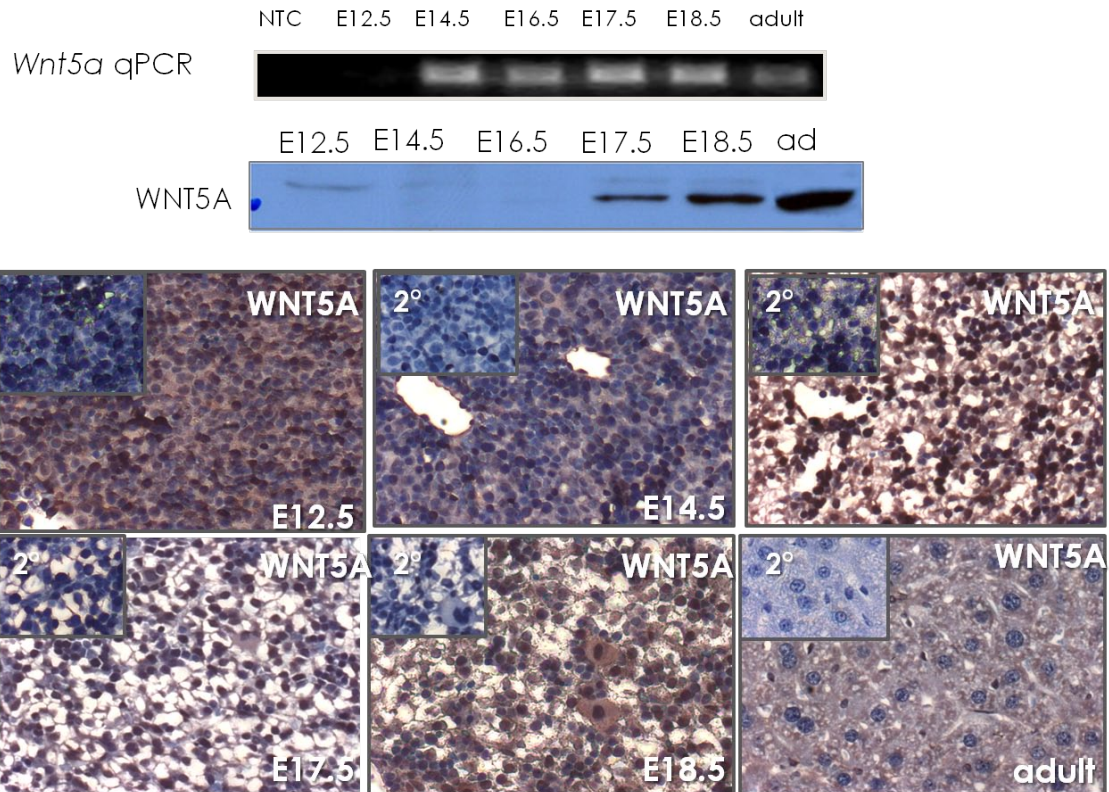 NTC E12.5 E14.5 E16.5 E17.5 E18.5 adult
Wnt5a qPCR
E12.5 E14.5 E16.5 E17.5 E18.5 ad
WNT5A
WNT5A
2° WNT5A
2° WNT5A
E12.5
E14.5
2° WNT5A
2° WNT5A
2° WNT5A
E17.5
E18.5
adult